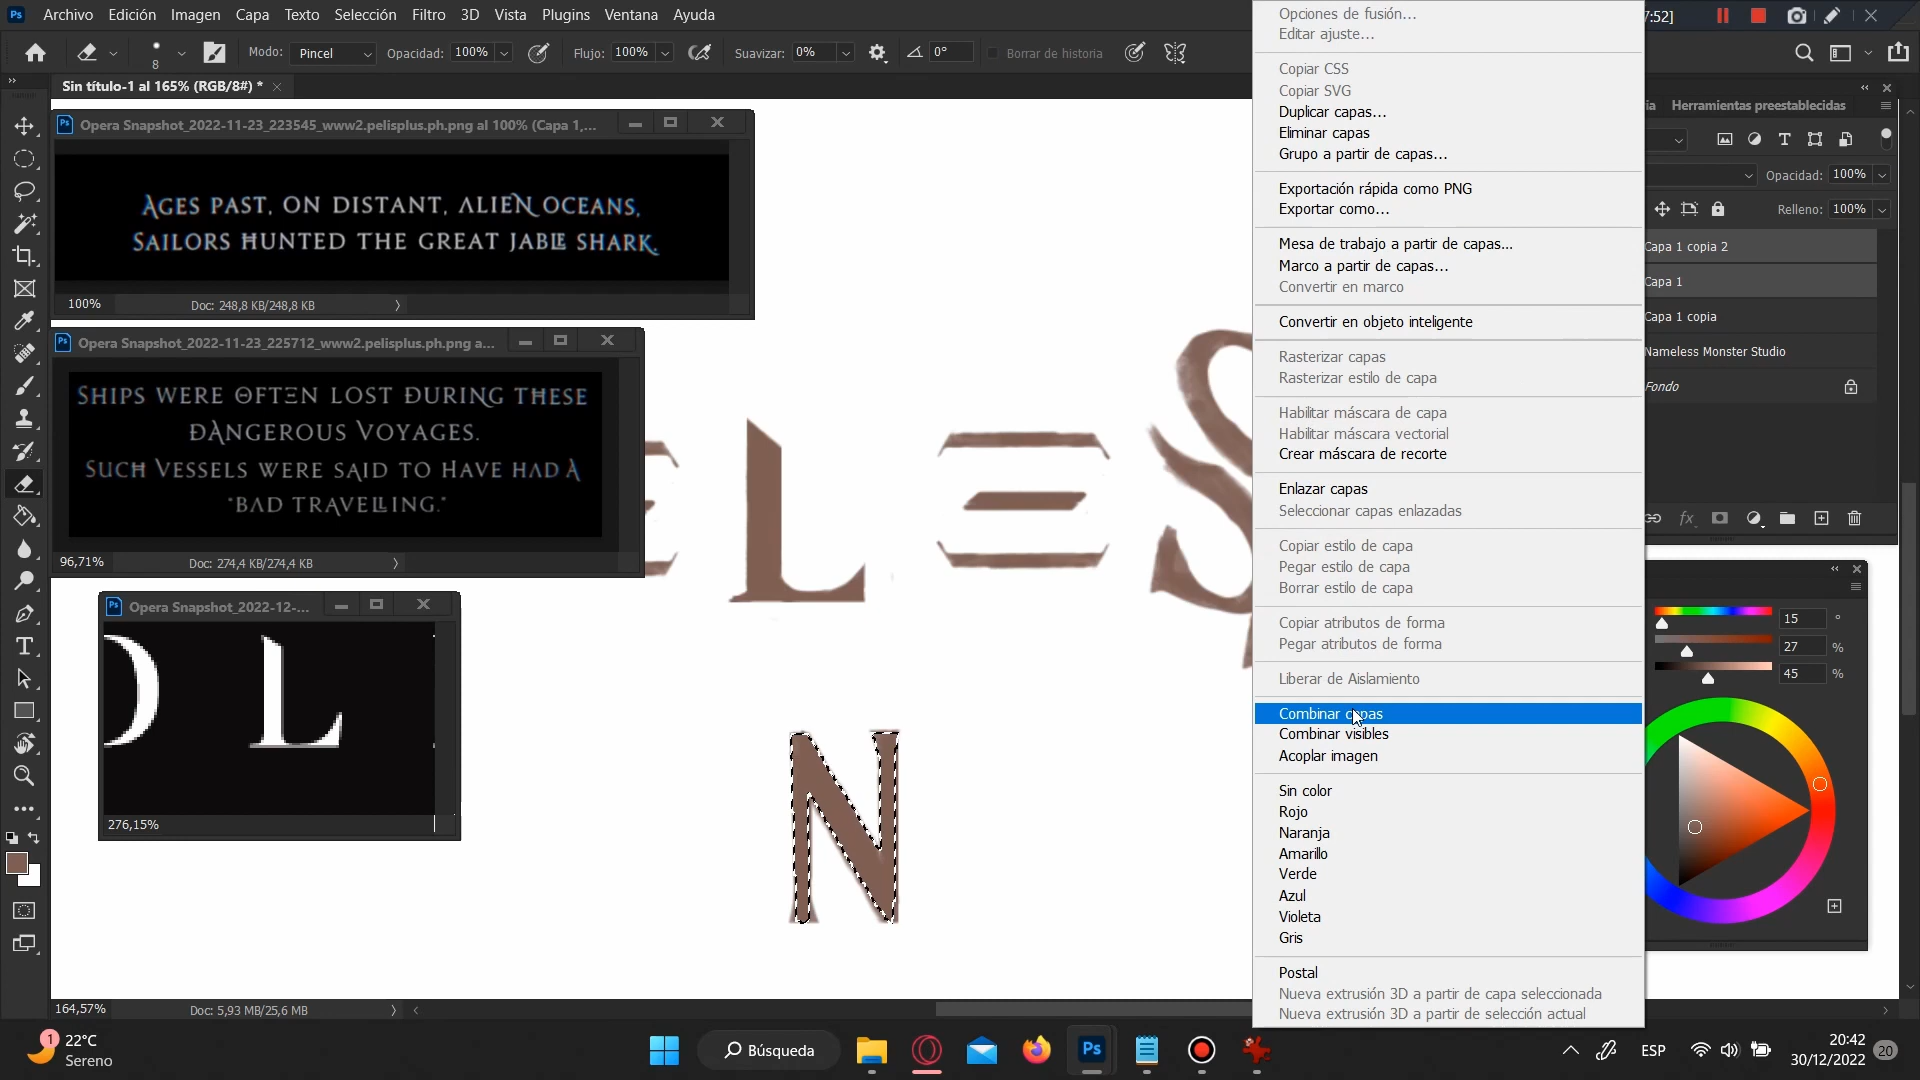 Archivo Edición Imagen Capa Texto Selección Filtro 3D Vista Plugins Ventana Ayuda
7:52]
8 Modo: Pincel Opacidad: 100% Flujo: 100% Suavizar: 0% 0° Borrar de historia
Sin título-1 al 165% (RGB/8#) *
Opera Snapshot_2022-11-23_223545_www2.pelisplus.ph.png al 100% (Capa 1,...
AGES PAST, ON DISTANT, ALIEN OCEANS,
SAILORS HUNTED THE GREAT JABLE SHARK.
100% Doc: 248,8 KB/248,8 KB
Opera Snapshot_2022-11-23_225712_www2.pelisplus.ph.png a...
SHIPS WERE OFTEN LOST DURING THESE
DANGEROUS VOYAGES.
SUCH VESSELS WERE SAID TO HAVE HAD A
"BAD TRAVELLING."
96,71% Doc: 274,4 KB/274,4 KB
Opera Snapshot_2022-12-...
L
276,15%
E L E S
N
Opciones de fusión...
Editar ajuste...
Copiar CSS
Copiar SVG
Duplicar capas...
Eliminar capas
Grupo a partir de capas...
Exportación rápida como PNG
Exportar como...
Mesa de trabajo a partir de capas...
Marco a partir de capas...
Convertir en marco
Convertir en objeto inteligente
Rasterizar capas
Rasterizar estilo de capa
Habilitar máscara de capa
Habilitar máscara vectorial
Crear máscara de recorte
Enlazar capas
Seleccionar capas enlazadas
Copiar estilo de capa
Pegar estilo de capa
Borrar estilo de capa
Copiar atributos de forma
Pegar atributos de forma
Liberar de Aislamiento
Combinar capas
Combinar visibles
Acoplar imagen
Sin color
Rojo
Naranja
Amarillo
Verde
Azul
Violeta
Gris
Postal
Nueva extrusión 3D a partir de capa seleccionada
Nueva extrusión 3D a partir de selección actual
Herramientas preestablecidas
Opacidad: 100%
Relleno: 100%
Capa 1 copia 2
Capa 1
Capa 1 copia
Nameless Monster Studio
Fondo
15 °
27 %
45 %
164,57% Doc: 5,93 MB/25,6 MB
1 22°C
Sereno
Búsqueda
ESP
20:42
30/12/2022
20